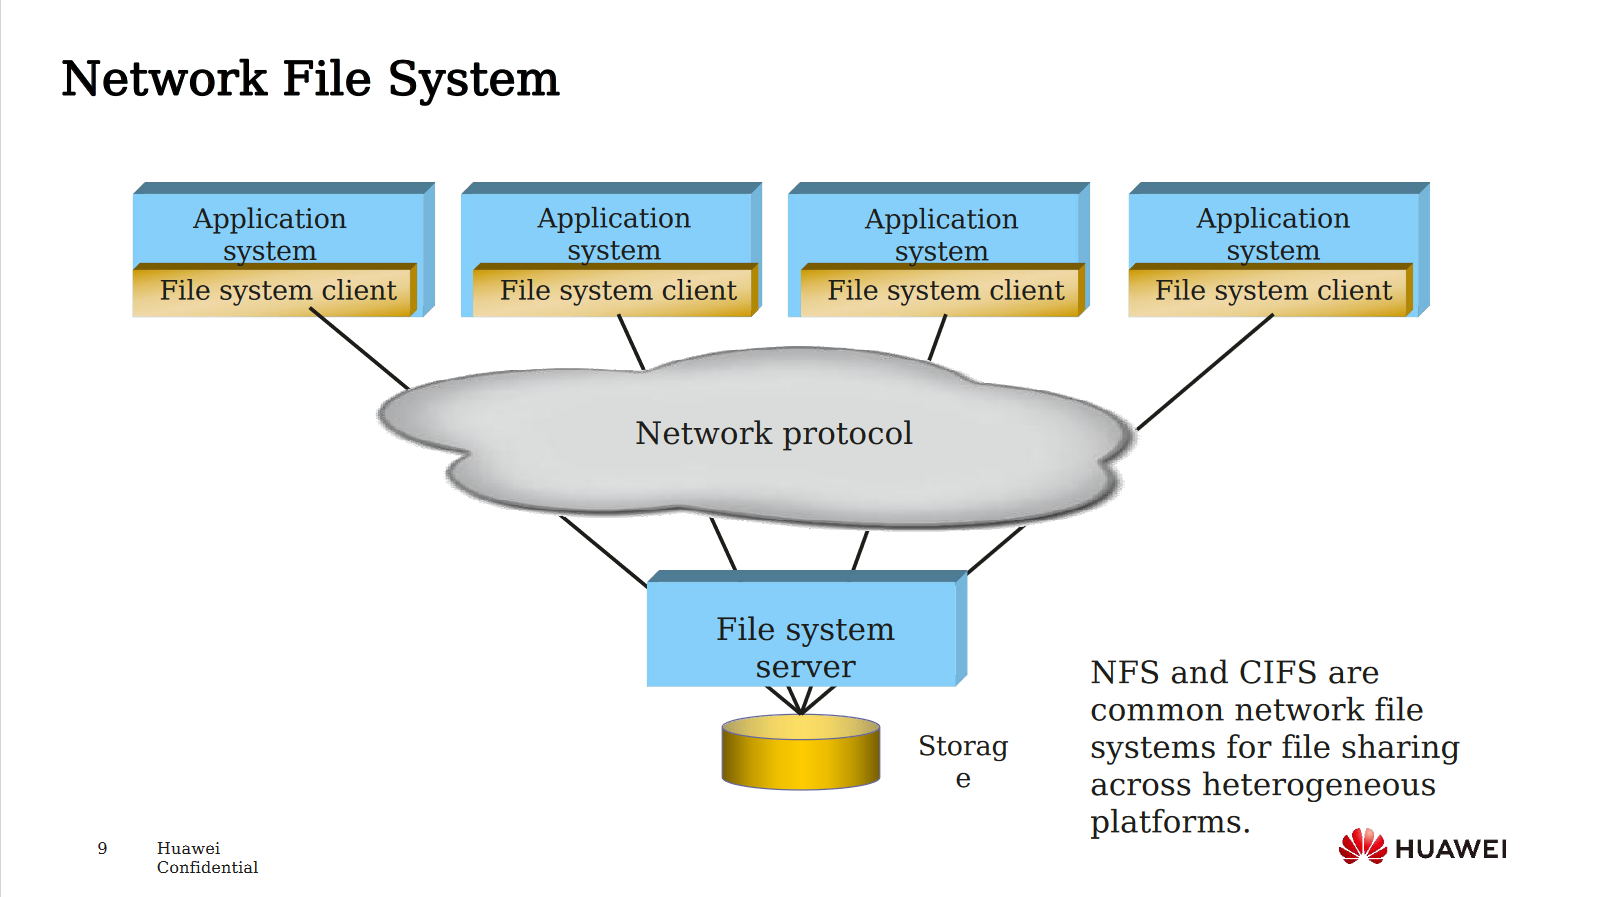 Network File System
Application
system
File system client
Application
system
File system client
Application
system
File system client
Application
system
File system client
Network protocol
File system
server
Storag
e
NFS and CIFS are
common network file
systems for file sharing
across heterogeneous
platforms.
9
Huawei
Confidential
HUAWEI